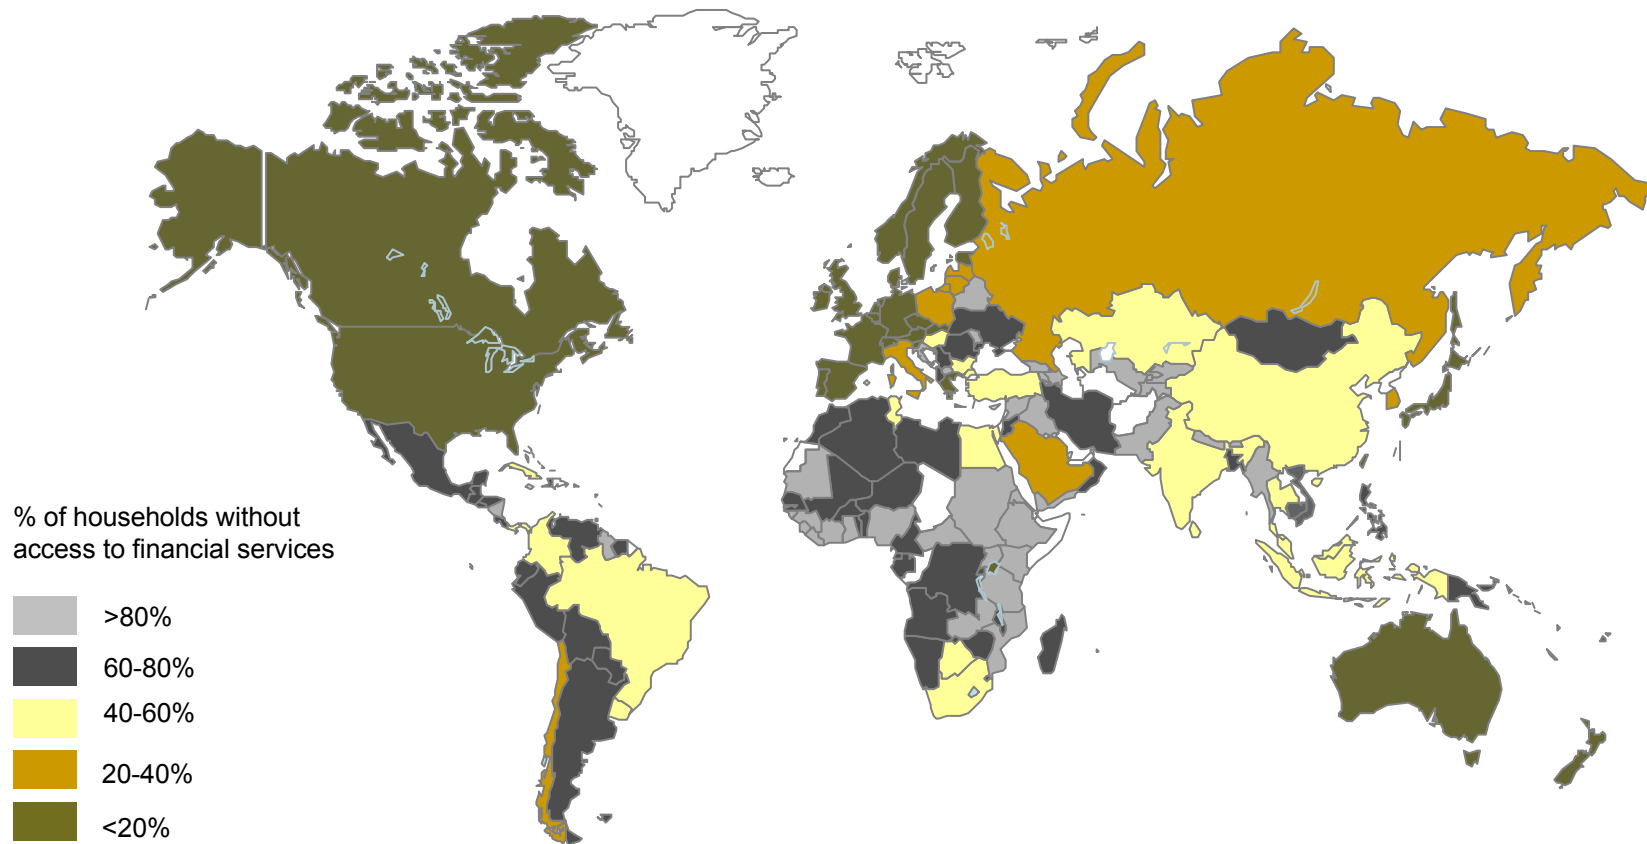 % of households without
access to financial services
>80%
60-80%
40-60%
20-40%
<20%